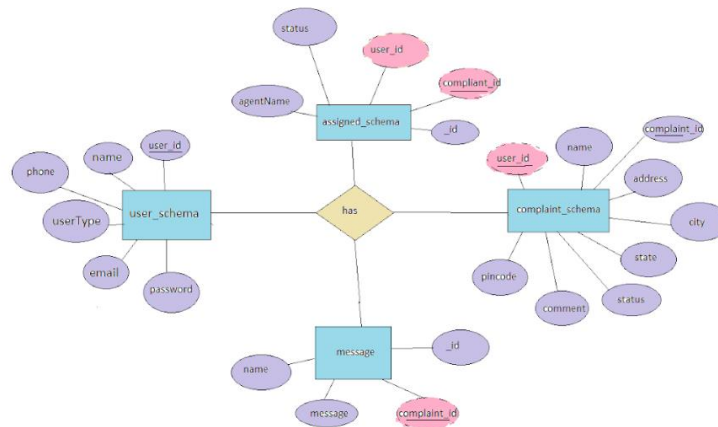 status
user_id
compliant_id
agentName
assigned_schema
_id
user_id
name
complaint_id
name
user_id
phone
address
userType
user_schema
has
complaint_schema
city
email
password
pincode
comment
status
state
message
_id
name
message
complaint_id